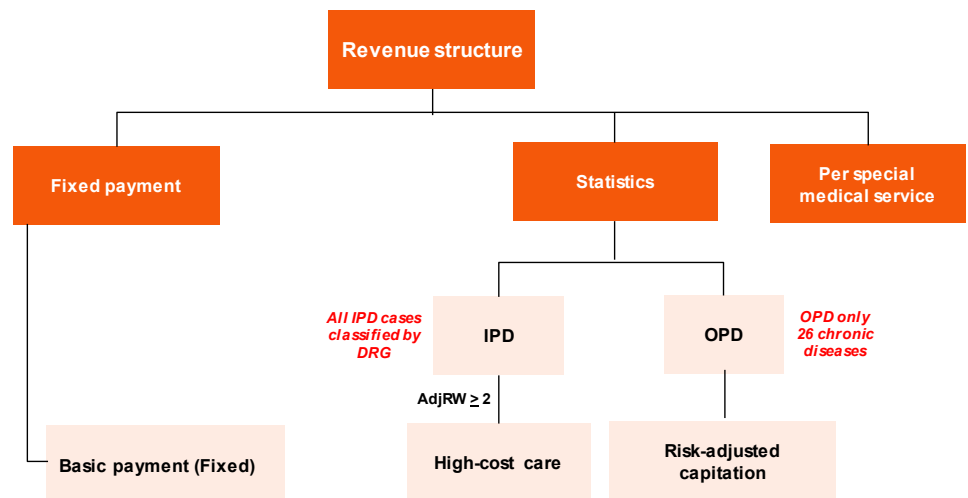 Revenue structure
Fixed payment
Statistics
Per special
medical service
All IPD cases
classified by
DRG
IPD
OPD
OPD only
26 chronic
diseases
AdjRW ≥ 2
Basic payment (Fixed)
High-cost care
Risk-adjusted
capitation